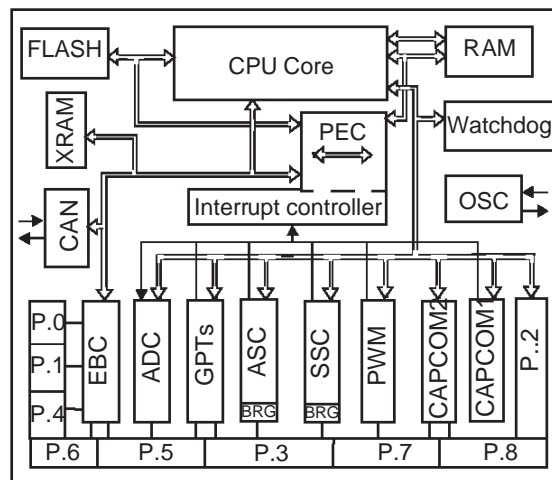 FLASH
CPU Core
RAM
XRAM
PEC
Watchdog
CAN
Interrupt controller
OSC
P.0
P.1
P.4
EBC
ADC
GPTs
ASC
BRG
SSC
BRG
PWM
CAPCOM2
CAPCOM1
P..2
P.6
P.5
P.3
P.7
P.8